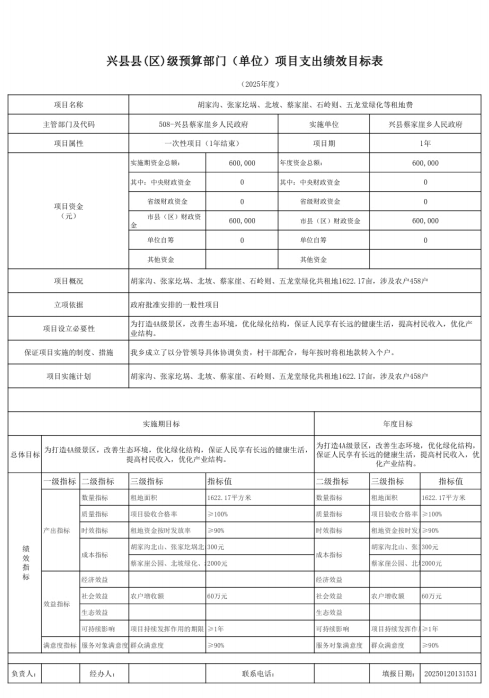 兴县县(区)级预算部门（单位）项目支出绩效目标表
（2025年度）
项目名称 胡家沟、张家圪埚、北坡、蔡家崖、石岭则、五龙堂绿化等租地费
主管部门及代码 508-兴县蔡家崖乡人民政府 实施单位 兴县蔡家崖乡人民政府
项目属性 一次性项目（1年结束） 项目期 1年
项目资金（元） 实施期资金总额： 600,000 年度资金总额： 600,000
其中：中央财政资金 0 其中：中央财政资金 0
省级财政资金 0 省级财政资金 0
市县（区）财政资金 600,000 市县（区）财政资金 600,000
单位自筹 0 单位自筹 0
其他资金 其他资金
项目概况 胡家沟、张家圪埚、北坡、蔡家崖、石岭则、五龙堂绿化共租地1622.17亩，涉及农户458户
立项依据 政府批准安排的一般性项目
项目设立必要性 为打造4A级景区，改善生态环境，优化绿化结构，保证人民享有长远的健康生活，提高村民收入，优化产
业结构。
保证项目实施的制度、措施 我乡成立了以分管领导具体协调负责，村干部配合，每年按时将租地款转入个户。
项目实施计划 胡家沟、张家圪埚、北坡、蔡家崖、石岭则、五龙堂绿化共租地1622.17亩，涉及农户458户
实施期目标 年度目标
总体目标 为打造4A级景区，改善生态环境，优化绿化结构，保证人民享有长远的健康生活，
提高村民收入，优化产业结构。
为打造4A级景区，改善生态环境，优化绿化结构，
保证人民享有长远的健康生活，提高村民收入，优
化产业结构。
绩效指标 一级指标 二级指标 三级指标 指标值 二级指标 三级指标 指标值
产出指标 数量指标 租地面积 1622.17平方米 数量指标 租地面积 1622.17平方米
质量指标 项目验收合格率 ≥100% 质量指标 项目验收合格率 ≥100%
时效指标 租地资金按时发放率 ≥90% 时效指标 租地资金按时发 ≥90%
成本指标 胡家沟北山、张家圪埚北 300元 成本指标 胡家沟北山、张 300元
蔡家崖公园、北坡绿化、 2000元 蔡家崖公园、北 2000元
效益指标 经济效益 经济效益
社会效益 农户增收额 60万元 社会效益 农户增收额 60万元
生态效益 生态效益
可持续影响 项目持续发挥作用的期限 ≥1年 可持续影响 项目持续发挥作 ≥1年
满意度指标 服务对象满意度 群众满意度 ≥90% 服务对象满意度 群众满意度 ≥90%
负责人： 经办人： 联系电话： 填报日期： 20250120131531